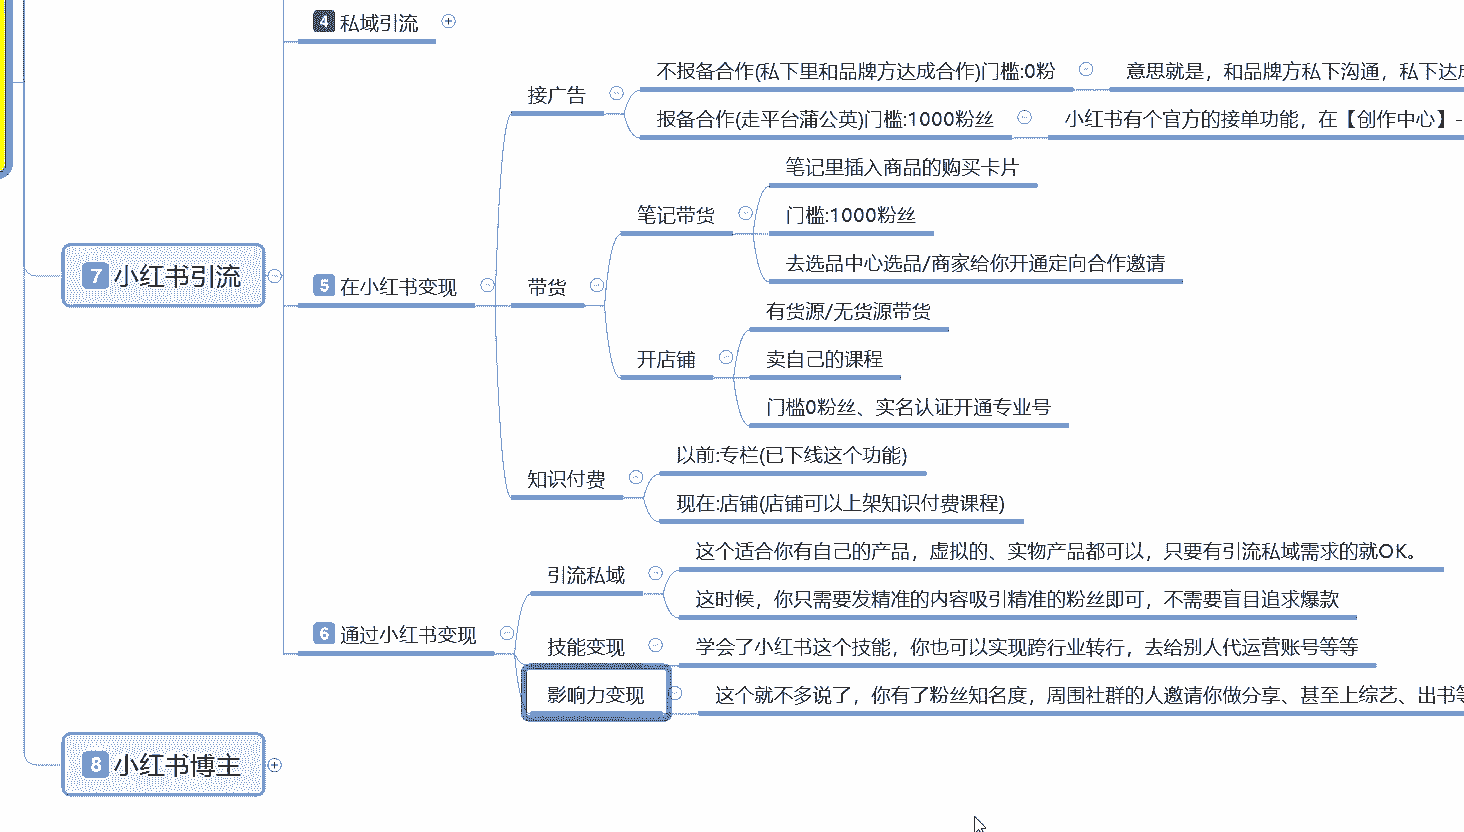 4 私域引流
不报备合作(私下里和品牌方达成合作)门槛:0粉
意思就是，和品牌方私下沟通，私下达
接广告
报备合作(走平台蒲公英)门槛:1000粉丝
小红书有个官方的接单功能，在【创作中心】-
笔记里插入商品的购买卡片
笔记带货
门槛:1000粉丝
去选品中心选品/商家给你开通定向合作邀请
7 小红书引流
5 在小红书变现
带货
有货源/无货源带货
开店铺
卖自己的课程
门槛0粉丝、实名认证开通专业号
以前:专栏(已下线这个功能)
知识付费
现在:店铺(店铺可以上架知识付费课程)
这个适合你有自己的产品，虚拟的、实物产品都可以，只要有引流私域需求的就OK。
引流私域
这时候，你只需要发精准的内容吸引精准的粉丝即可，不需要盲目追求爆款
6 通过小红书变现
技能变现
学会了小红书这个技能，你也可以实现跨行业转行，去给别人代运营账号等等
影响力变现
这个就不多说了，你有了粉丝知名度，周围社群的人邀请你做分享、甚至上综艺、出书等
8 小红书博主